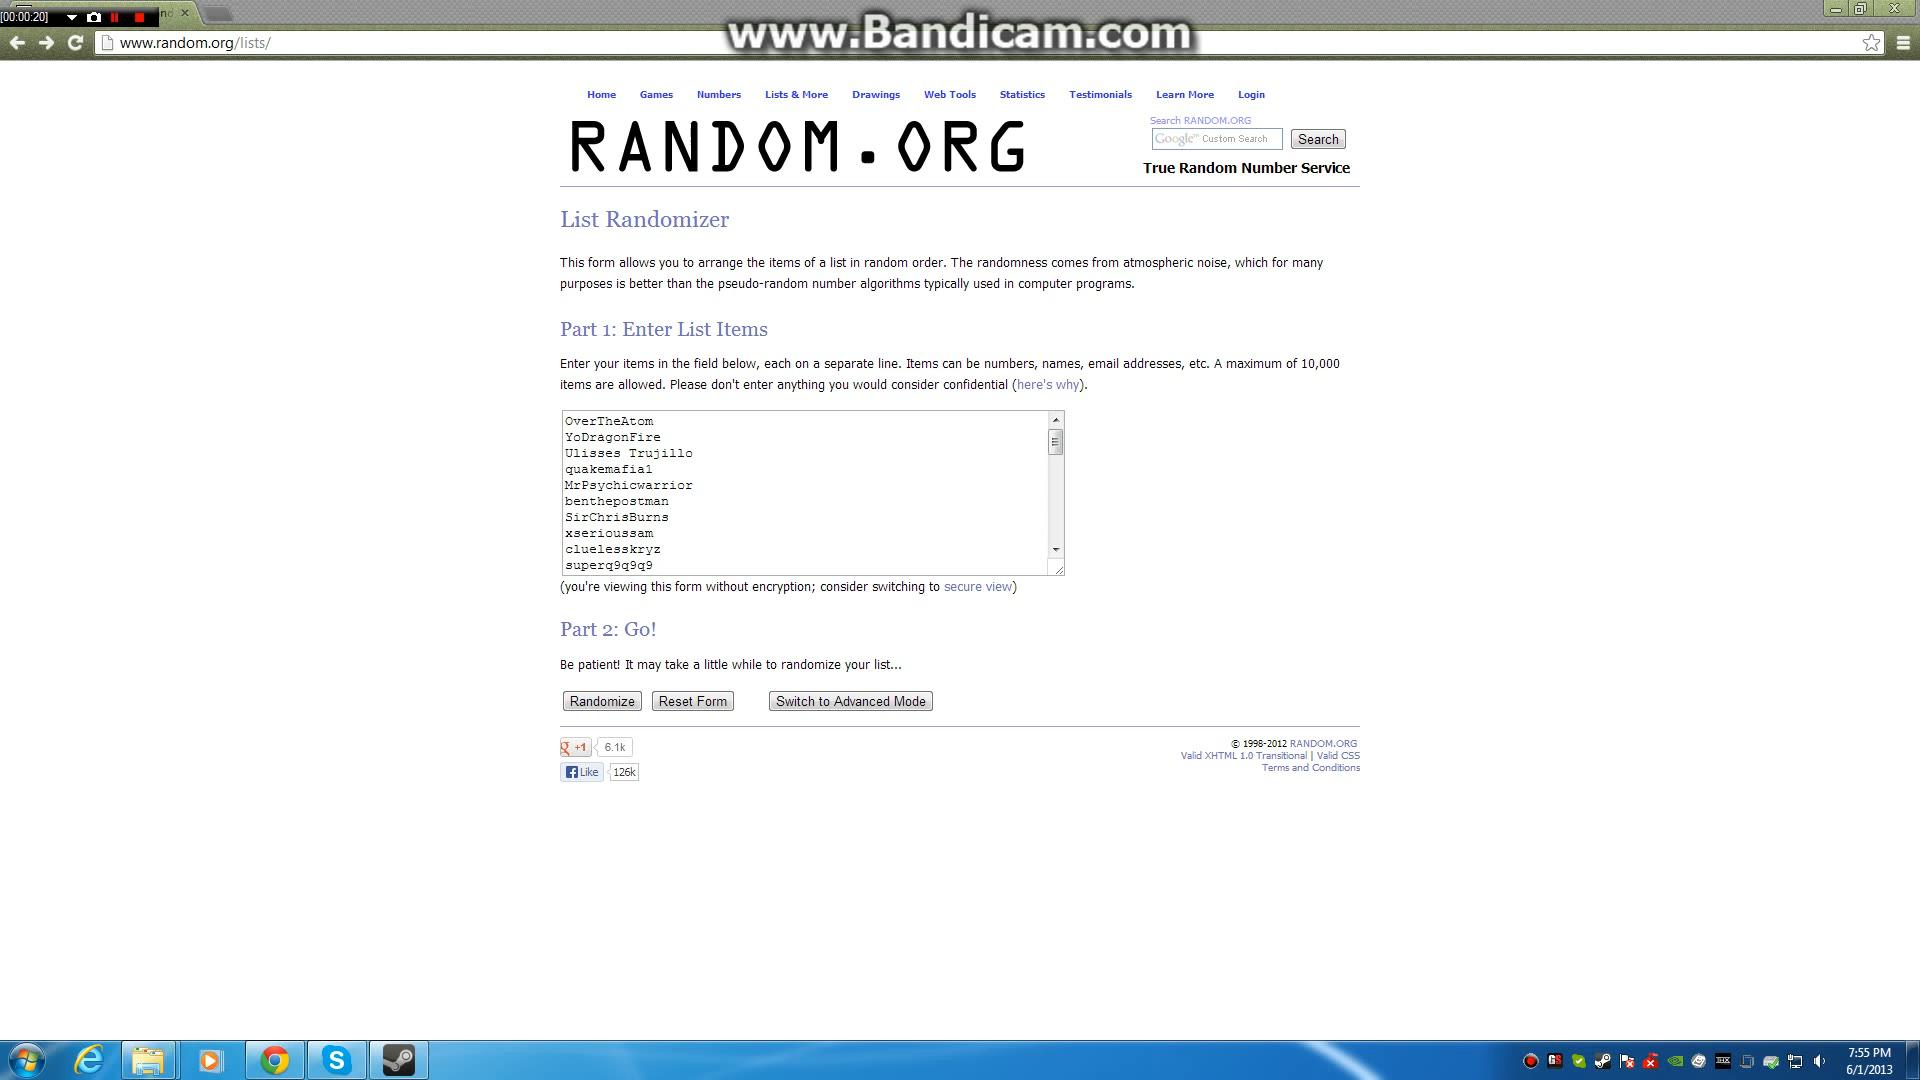 [00:00:20]
www.Bandicam.com
www.random.org/lists/
Home Games Numbers Lists & More Drawings Web Tools Statistics Testimonials Learn More Login
RANDOM.ORG
Search RANDOM.ORG
Google™ Custom Search Search
True Random Number Service
List Randomizer
This form allows you to arrange the items of a list in random order. The randomness comes from atmospheric noise, which for many
purposes is better than the pseudo-random number algorithms typically used in computer programs.
Part 1: Enter List Items
Enter your items in the field below, each on a separate line. Items can be numbers, names, email addresses, etc. A maximum of 10,000
items are allowed. Please don't enter anything you would consider confidential (here's why).
OverTheAtom
YoDragonFire
Ulisses Trujillo
quakemafia1
MrPsychicwarrior
benthepostman
SirChrisBurns
xserioussam
cluelesskryz
superq9q9q9
(you're viewing this form without encryption; consider switching to secure view)
Part 2: Go!
Be patient! It may take a little while to randomize your list...
Randomize Reset Form Switch to Advanced Mode
+1 6.1k
Like 126k
© 1998-2012 RANDOM.ORG
Valid XHTML 1.0 Transitional | Valid CSS
Terms and Conditions
7:55 PM
6/1/2013